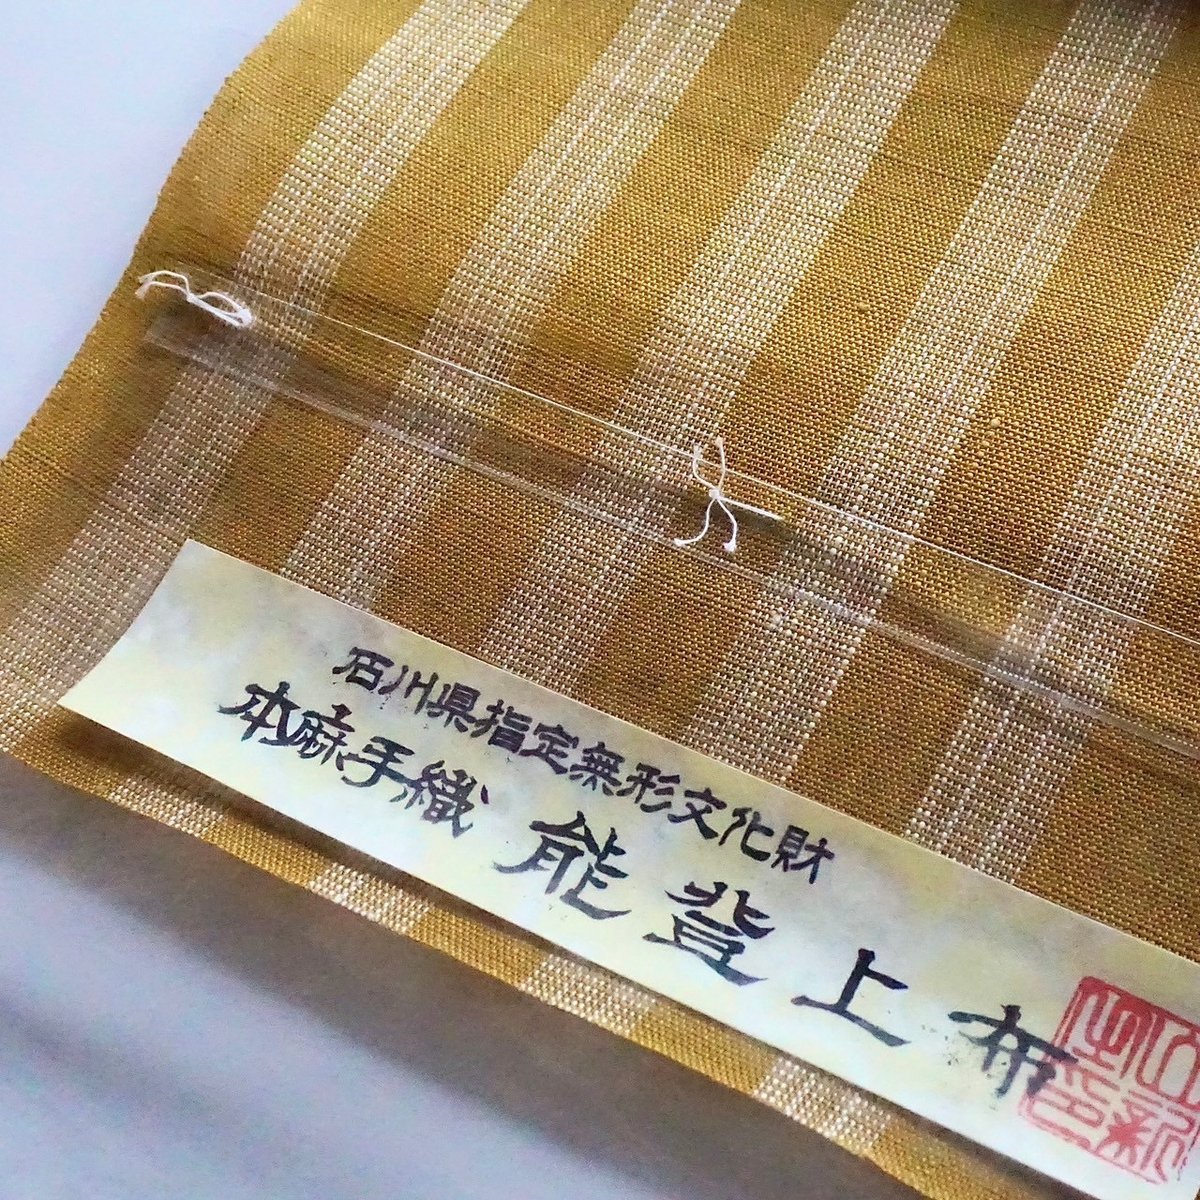 石川県指定無形文化財
本麻手織 能登上布